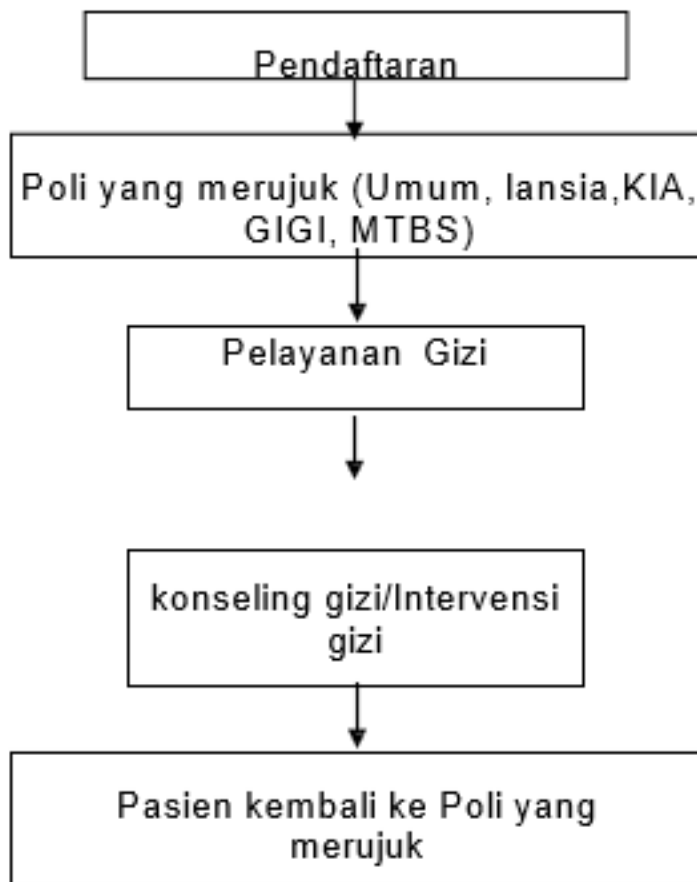 Pendaftaran
Poli yang merujuk (Umum, lansia,KIA,
GIGI, MTBS)
Pelayanan Gizi
konseling gizi/Intervensi
gizi
Pasien kembali ke Poli yang
merujuk